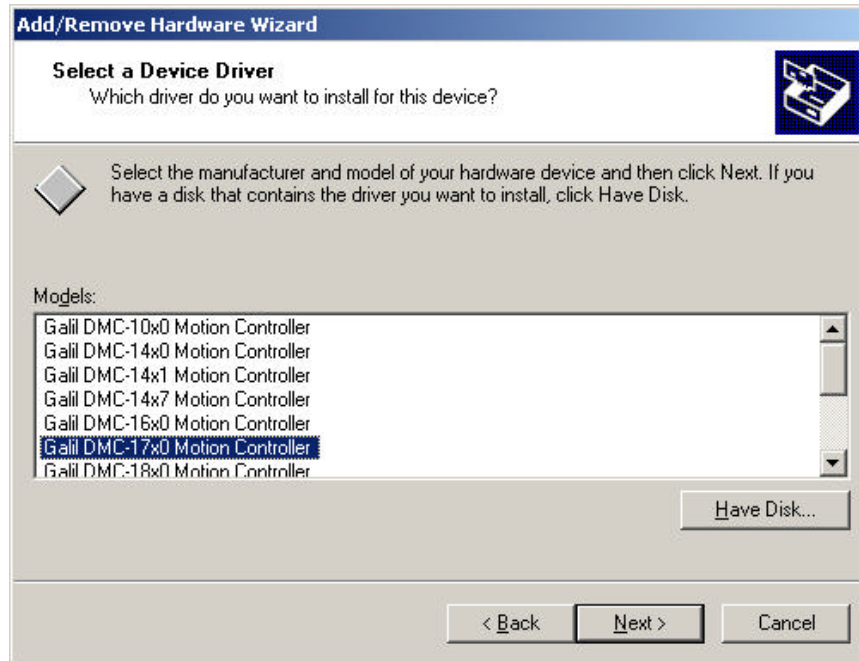 Add/Remove Hardware Wizard
Select a Device Driver
Which driver do you want to install for this device?
Select the manufacturer and model of your hardware device and then click Next. If you
have a disk that contains the driver you want to install, click Have Disk.
Models:
Galil DMC-10x0 Motion Controller
Galil DMC-14x0 Motion Controller
Galil DMC-14x1 Motion Controller
Galil DMC-14x7 Motion Controller
Galil DMC-16x0 Motion Controller
Galil DMC-17x0 Motion Controller
Galil DMC-18x0 Motion Controller
Have Disk...
< Back
Next >
Cancel